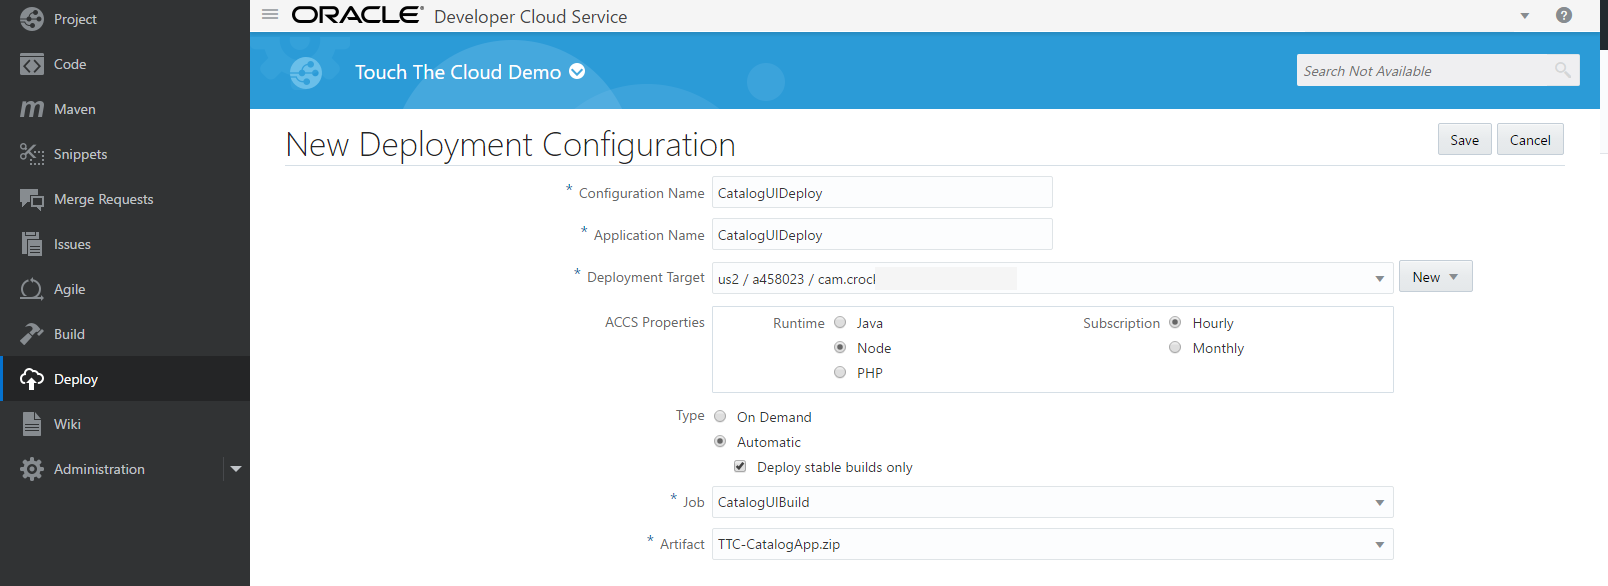 Project
Code
Maven
Snippets
Merge Requests
Issues
Agile
Build
Deploy
Wiki
Administration
ORACLE® Developer Cloud Service
Touch The Cloud Demo
Search Not Available
New Deployment Configuration
Save Cancel
* Configuration Name CatalogUIDeploy
* Application Name CatalogUIDeploy
* Deployment Target us2 / a458023 / cam.crock New
ACCS Properties Runtime Java Subscription Hourly
Node Monthly
PHP
Type On Demand
Automatic
Deploy stable builds only
* Job CatalogUIBuild
* Artifact TTC-CatalogApp.zip